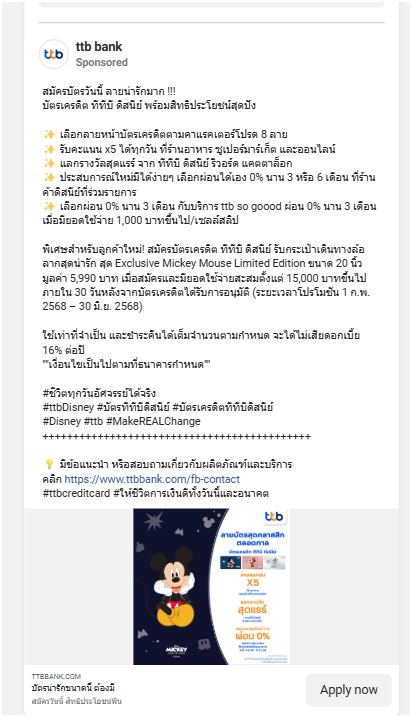 ttb bank
Sponsored
สมัครบัตรวันนี้ ลายน่ารักมาก !!!
บัตรเครดิต ทีทีบี ดิสนีย์ พร้อมสิทธิประโยชน์สุดปัง
✨ เลือกลายหน้าบัตรเครดิตตามคาแรคเตอร์โปรด 8 ลาย
✨ รับคะแนน x5 ได้ทุกวัน ที่ร้านอาหาร ซูเปอร์มาร์เก็ต และออนไลน์
✨ แลกรางวัลสุดแรร์ จาก ทีทีบี ดิสนีย์ รีวอร์ด แคตตาล็อก
✨ ประสบการณ์ใหม่มีได้ง่ายๆ เลือกผ่อนได้เอง 0% นาน 3 หรือ 6 เดือน ที่ร้าน
ค้าดิสนีย์ที่ร่วมรายการ
✨ เลือกผ่อน 0% นาน 3 เดือน กับบริการ ttb so goood ผ่อน 0% นาน 3 เดือน
เมื่อมียอดใช้จ่าย 1,000 บาทขึ้นไป/เซลล์สลิป
พิเศษสำหรับลูกค้าใหม่! สมัครบัตรเครดิต ทีทีบี ดิสนีย์ รับกระเป๋าเดินทางล้อ
ลากสุดน่ารัก สุด Exclusive Mickey Mouse Limited Edition ขนาด 20 นิ้ว
มูลค่า 5,990 บาท เมื่อสมัครและมียอดใช้จ่ายสะสมตั้งแต่ 15,000 บาทขึ้นไป
ภายใน 30 วันหลังจากบัตรเครดิตได้รับการอนุมัติ (ระยะเวลาโปรโมชัน 1 ก.พ.
2568 – 30 มิ.ย. 2568)
ใช้เท่าที่จำเป็น และชำระคืนได้เต็มจำนวนตามกำหนด จะได้ไม่เสียดอกเบี้ย
16% ต่อปี
""เงื่อนไขเป็นไปตามที่ธนาคารกำหนด""
#ชีวิตทุกวันอัศจรรย์ได้จริง
#ttbDisney #บัตรทีทีบีดิสนีย์ #บัตรเครดิตทีทีบีดิสนีย์
#Disney #ttb #MakeREALChange
++++++++++++++++++++++++++++++++++++++++++++
💡 มีข้อแนะนำ หรือสอบถามเกี่ยวกับผลิตภัณฑ์และบริการ
คลิก https://www.ttbbank.com/fb-contact
#ttbcreditcard #ให้ชีวิตการเงินดีทั้งวันนี้และอนาคต
ttb
ลายบัตรสุดคลาสสิก
ตลอดกาล
บัตรเครดิต ทีทีบี ดิสนีย์
X5
แลกรางวัล
สุดแรร์
ผ่อน 0%
MICKEY
TTBBANK.COM
บัตรน่ารักขนาดนี้ ต้องมี
สมัครวันนี้ สิทธิประโยชน์ฟิน
Apply now